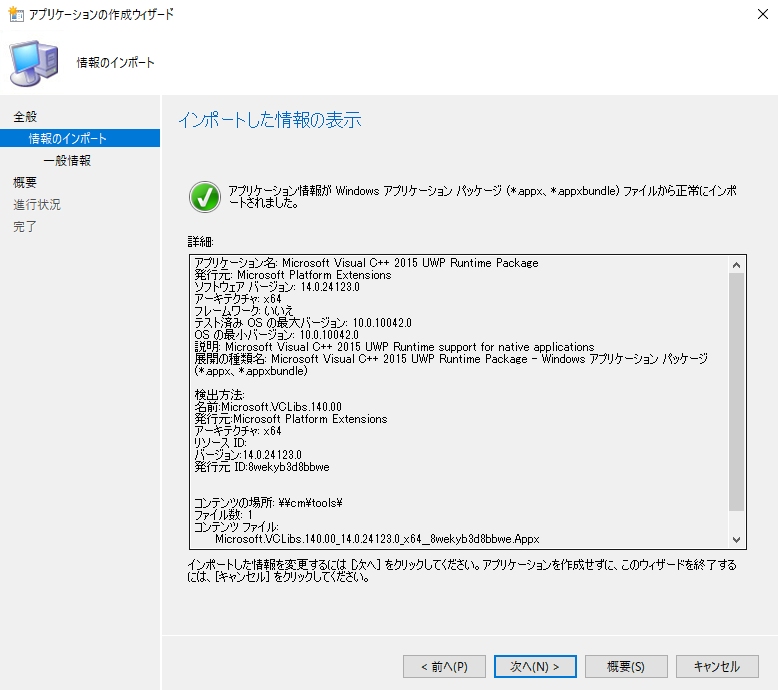 アプリケーションの作成ウィザード
情報のインポート
全般
情報のインポート
一般情報
概要
進行状況
完了
インポートした情報の表示
アプリケーション情報が Windows アプリケーション パッケージ (*.appx、*.appxbundle) ファイルから正常にインポ
ートされました。
詳細:
アプリケーション名: Microsoft Visual C++ 2015 UWP Runtime Package
発行元: Microsoft Platform Extensions
ソフトウェア バージョン: 14.0.24123.0
アーキテクチャ: x64
フレームワーク: いいえ
テスト済み OS の最大バージョン: 10.0.10042.0
OS の最小バージョン: 10.0.10042.0
説明: Microsoft Visual C++ 2015 UWP Runtime support for native applications
展開の種類名: Microsoft Visual C++ 2015 UWP Runtime Package - Windows アプリケーション パッケージ
(*.appx、*.appxbundle)
検出方法:
名前:Microsoft.VCLibs.140.00
発行元:Microsoft Platform Extensions
アーキテクチャ: x64
リソース ID:
バージョン:14.0.24123.0
発行元 ID:8wekyb3d8bbwe
コンテンツの場所: ¥¥cm¥tools¥
ファイル数: 1
コンテンツ ファイル:
Microsoft.VCLibs.140.00_14.0.24123.0_x64__8wekyb3d8bbwe.Appx
インポートした情報を変更するには [次へ] をクリックしてください。アプリケーションを作成せずに、このウィザードを終了する
には、[キャンセル] をクリックしてください。
< 前へ(P)
次へ(N) >
概要(S)
キャンセル